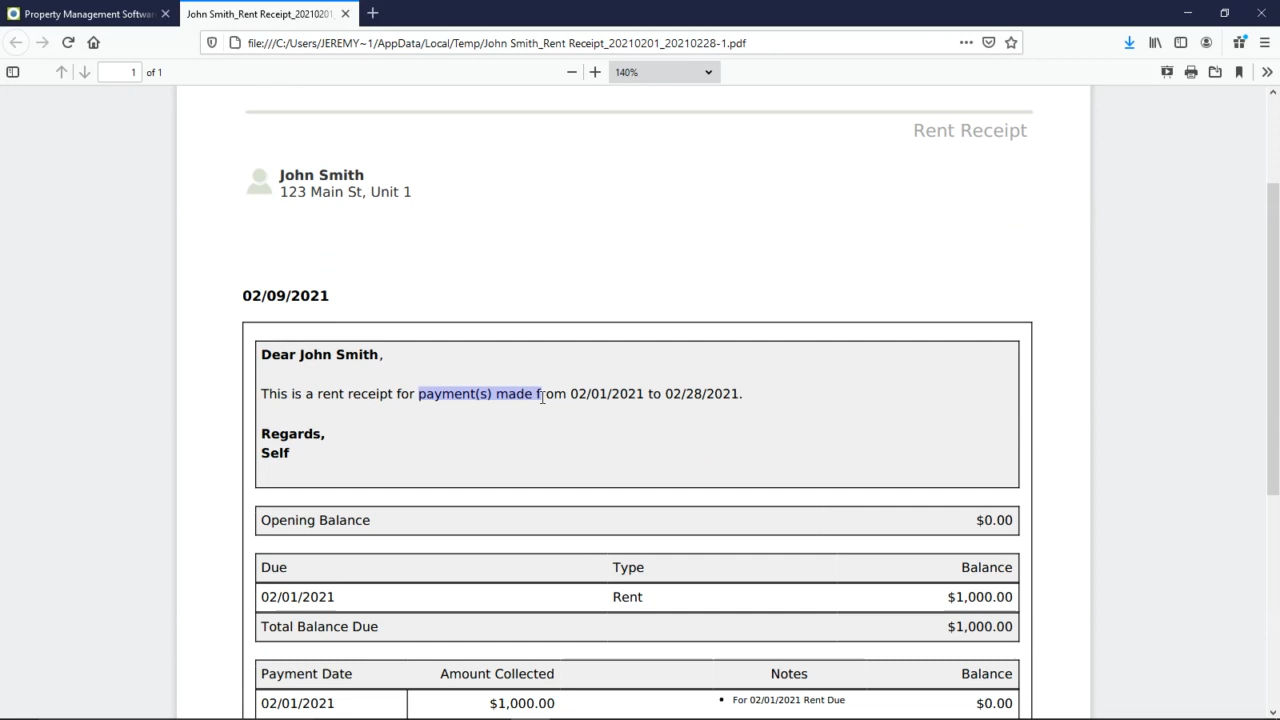 Property Management Softwa
John Smith_Rent Receipt_20210201
file:///C:/Users/JEREMY~1/AppData/Local/Temp/John Smith_Rent Receipt_20210201_20210228-1.pdf
1 of 1
140%
Rent Receipt
John Smith
123 Main St, Unit 1
02/09/2021
Dear John Smith,
This is a rent receipt for payment(s) made from 02/01/2021 to 02/28/2021.
Regards,
Self
Opening Balance $0.00
Due Type Balance
02/01/2021 Rent $1,000.00
Total Balance Due $1,000.00
Payment Date Amount Collected Notes Balance
02/01/2021 $1,000.00 • For 02/01/2021 Rent Due $0.00